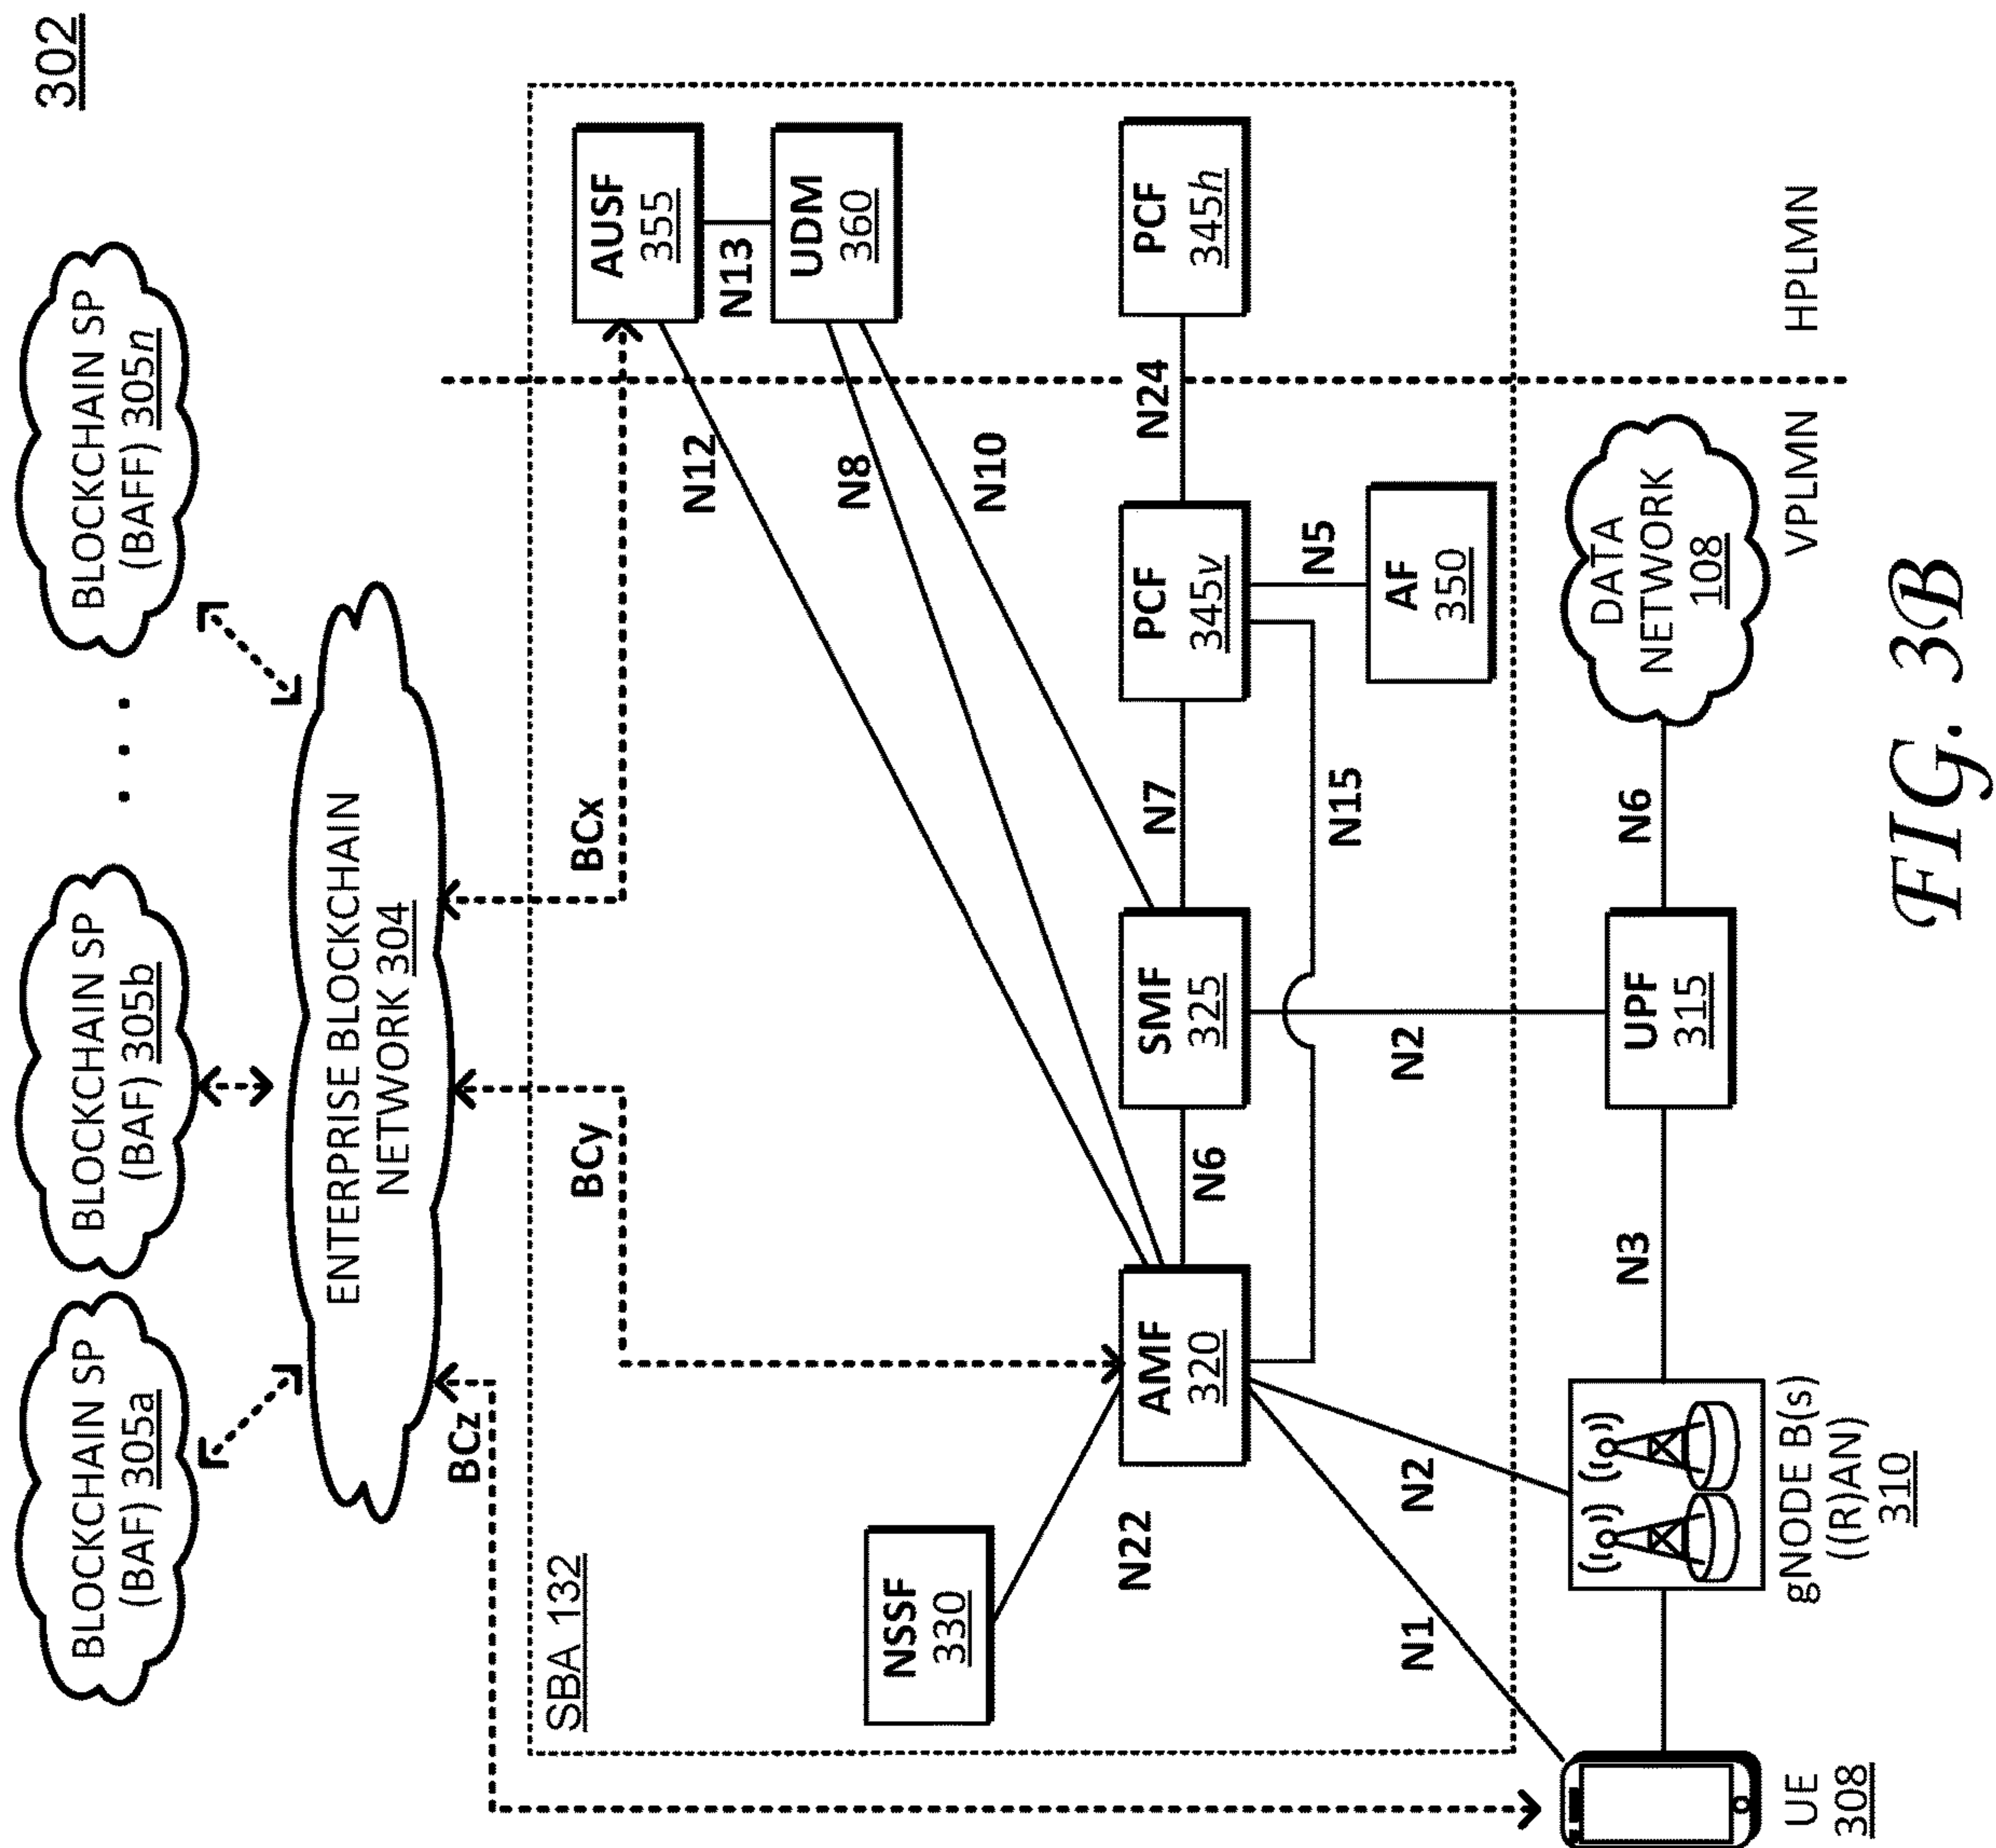 302
BLOCKCHAIN SP
(BAF) 305a
BLOCKCHAIN SP
(BAF) 305b
. . .
BLOCKCHAIN SP
(BAFF) 305n
ENTERPRISE BLOCKCHAIN
NETWORK 304
BCz
BCy
BCx
SBA 132
AUSF
355
N13
UDM
360
N12
N8
N10
NSSF
330
N22
AMF
320
N6
SMF
325
N7
PCF
345v
N24
PCF
345h
N15
N5
AF
350
N1
N2
N2
UE
308
gNODE B(s)
((R)AN)
310
N3
UPF
315
N6
DATA
NETWORK
108
VPLMN
HPLMN
FIG. 3B